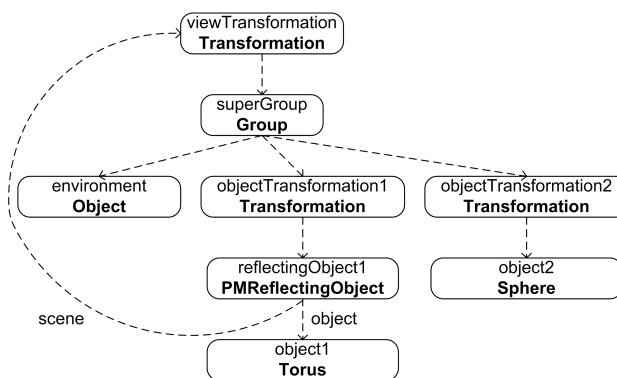 viewTransformation
Transformation
superGroup
Group
environment
Object
objectTransformation1
Transformation
objectTransformation2
Transformation
reflectingObject1
PMReflectingObject
object2
Sphere
scene
object
object1
Torus